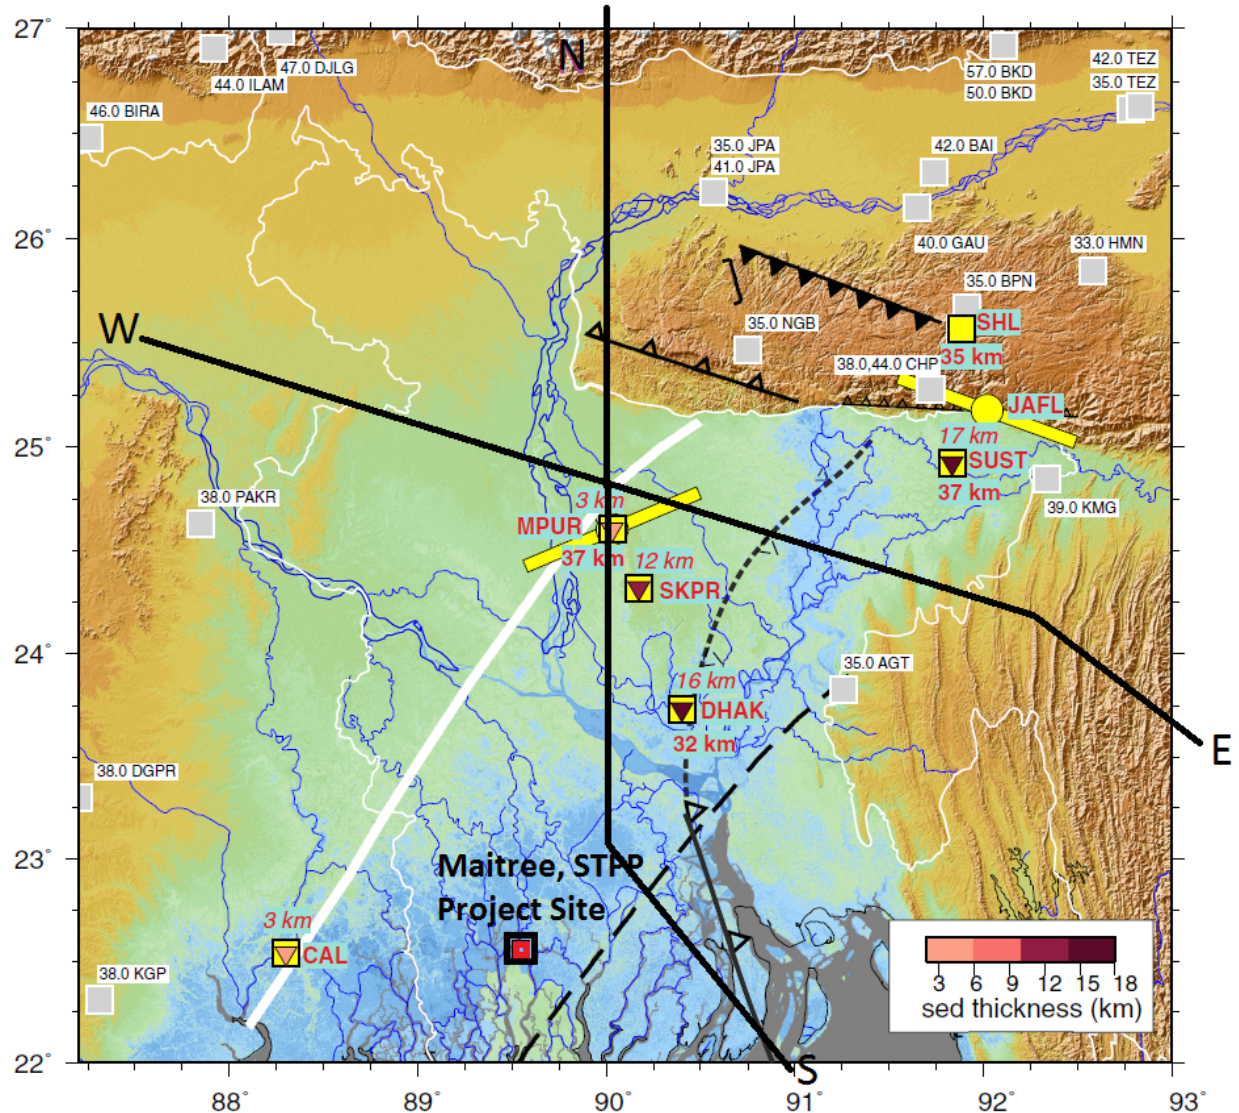 27°
N
47.0 DJLG
44.0 ILAM
57.0 BKD
50.0 BKD
42.0 TEZ
35.0 TEZ
46.0 BIRA
35.0 JPA
41.0 JPA
42.0 BAI
26°
40.0 GAU
33.0 HMN
35.0 BPN
W
35.0 NGB
SHL
35 km
38.0,44.0 CHP
JAFL
25°
17 km
SUST
37 km
38.0 PAKR
39.0 KMG
3 km
MPUR
37 km
12 km
SKPR
24°
35.0 AGT
16 km
DHAK
32 km
E
38.0 DGPR
23°
Maitree, STPP
Project Site
3 km
CAL
38.0 KGP
3 6 9 12 15 18
sed thickness (km)
22°
S
88° 89° 90° 91° 92° 93°